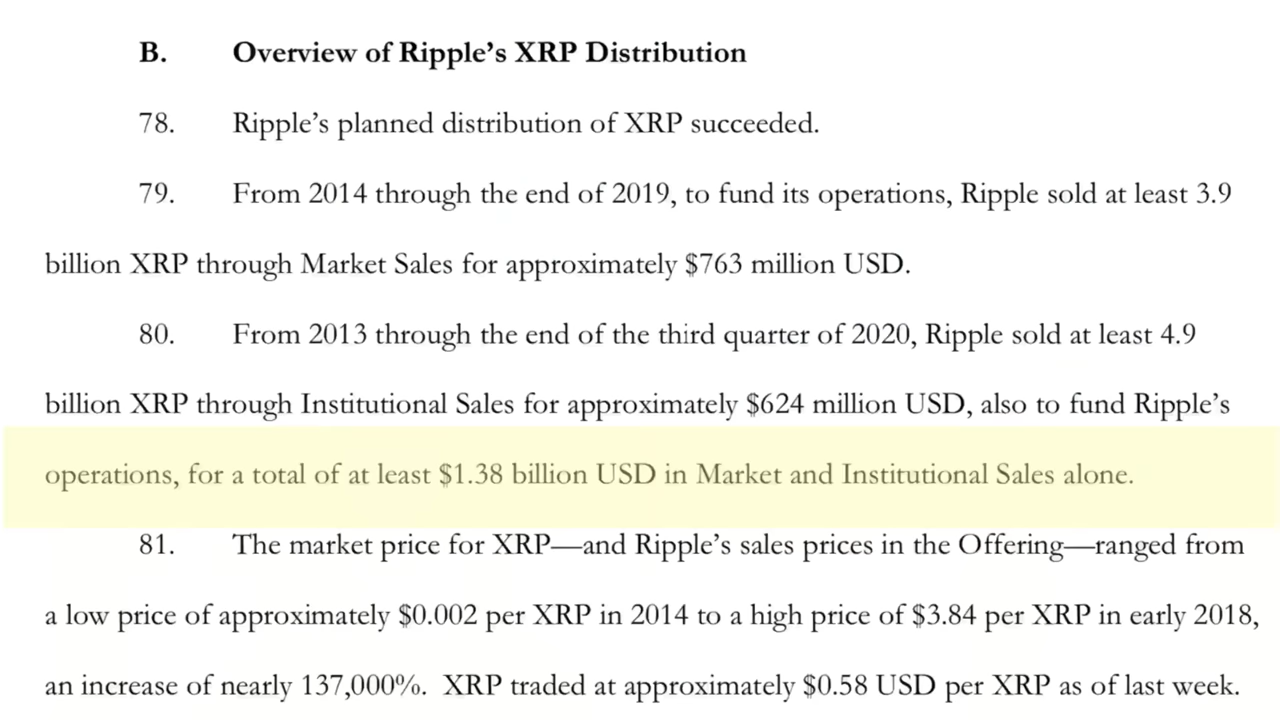 B. Overview of Ripple’s XRP Distribution
78. Ripple’s planned distribution of XRP succeeded.
79. From 2014 through the end of 2019, to fund its operations, Ripple sold at least 3.9
billion XRP through Market Sales for approximately $763 million USD.
80. From 2013 through the end of the third quarter of 2020, Ripple sold at least 4.9
billion XRP through Institutional Sales for approximately $624 million USD, also to fund Ripple’s
operations, for a total of at least $1.38 billion USD in Market and Institutional Sales alone.
81. The market price for XRP—and Ripple’s sales prices in the Offering—ranged from
a low price of approximately $0.002 per XRP in 2014 to a high price of $3.84 per XRP in early 2018,
an increase of nearly 137,000%. XRP traded at approximately $0.58 USD per XRP as of last week.